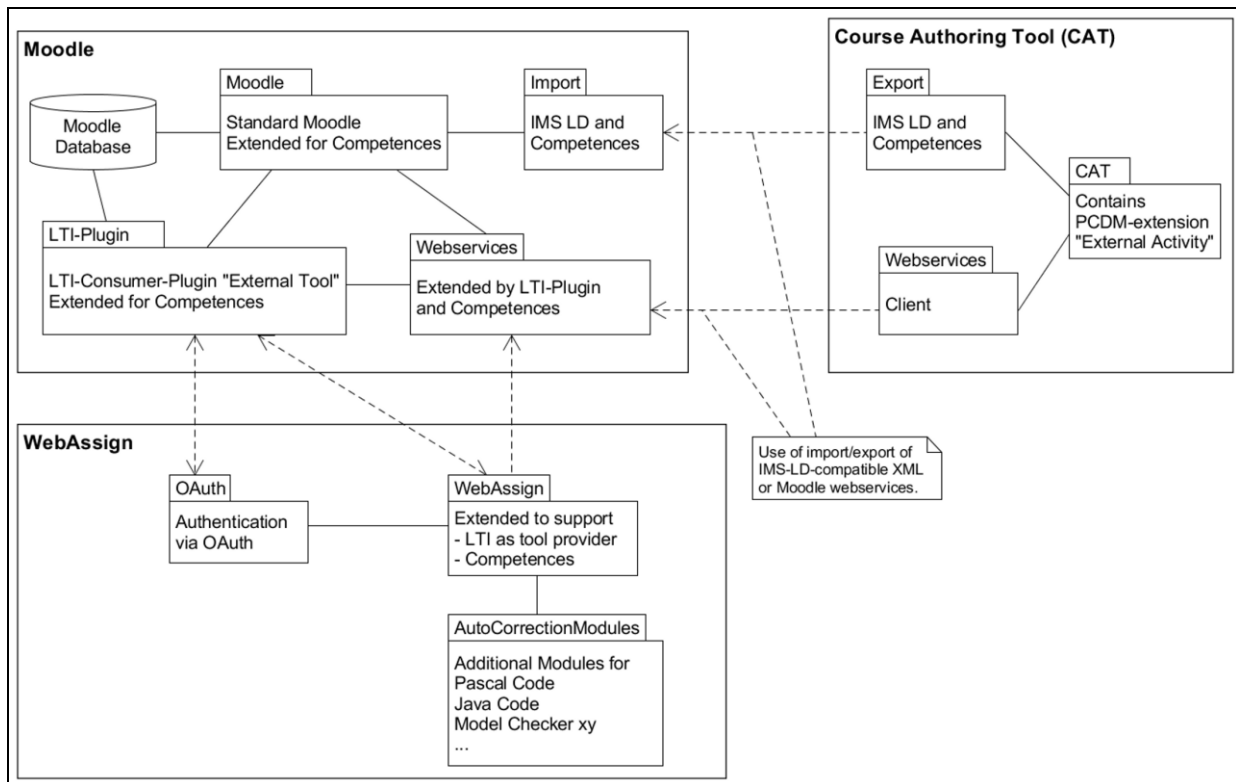 Moodle
Moodle
Standard Moodle
Extended for Competences
Import
IMS LD and
Competences
Moodle
Database
LTI-Plugin
LTI-Consumer-Plugin "External Tool"
Extended for Competences
Webservices
Extended by LTI-Plugin
and Competences
Course Authoring Tool (CAT)
Export
IMS LD and
Competences
CAT
Contains
PCDM-extension
"External Activity"
Webservices
Client
Use of import/export of
IMS-LD-compatible XML
or Moodle webservices.
WebAssign
OAuth
Authentication
via OAuth
WebAssign
Extended to support
- LTI as tool provider
- Competences
AutoCorrectionModules
Additional Modules for
Pascal Code
Java Code
Model Checker xy
...